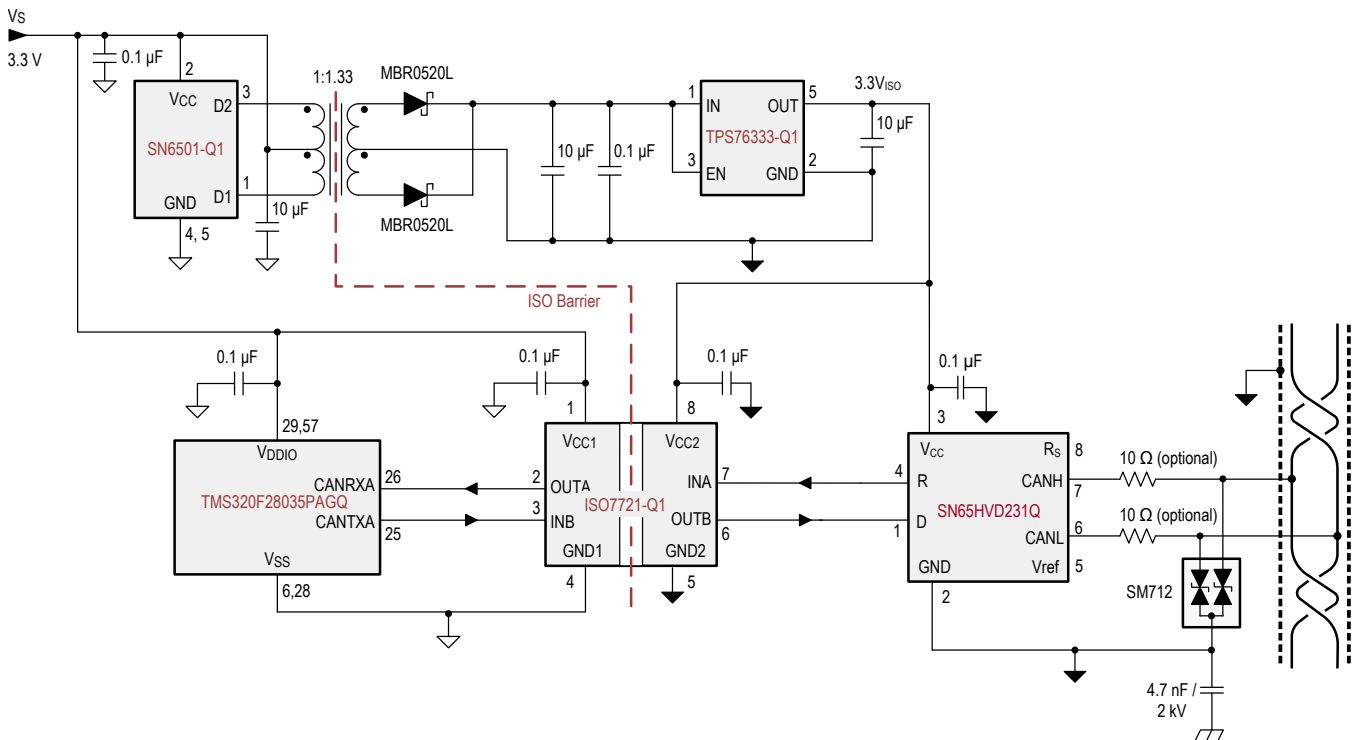 VS
3.3 V
0.1 µF
2
VCC
D2
3
SN6501-Q1
D1
1
GND
4, 5
10 µF
1:1.33
MBR0520L
MBR0520L
10 µF
0.1 µF
1
IN
OUT
5
TPS76333-Q1
3
EN
GND
2
3.3VISO
10 µF
ISO Barrier
0.1 µF
0.1 µF
0.1 µF
0.1 µF
29,57
VDDIO
CANRXA
26
TMS320F28035PAGQ
CANTXA
25
VSS
6,28
1
VCC1
2
OUTA
3
INB
GND1
4
ISO7721-Q1
8
VCC2
INA
7
OUTB
6
GND2
5
3
VCC
RS
8
4
R
CANH
7
SN65HVD231Q
1
D
CANL
6
GND
Vref
5
2
10 Ω (optional)
10 Ω (optional)
SM712
4.7 nF /
2 kV